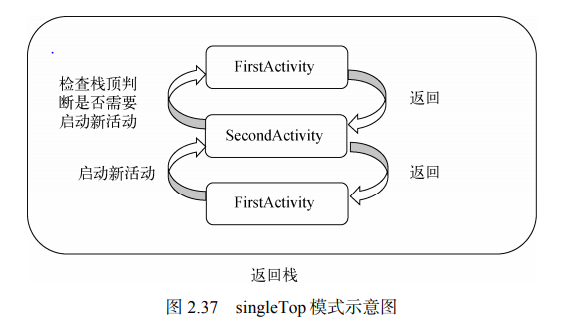 FirstActivity
检查栈顶判
断是否需要
启动新活动
返回
SecondActivity
启动新活动
返回
FirstActivity
返回栈
图 2.37 singleTop 模式示意图